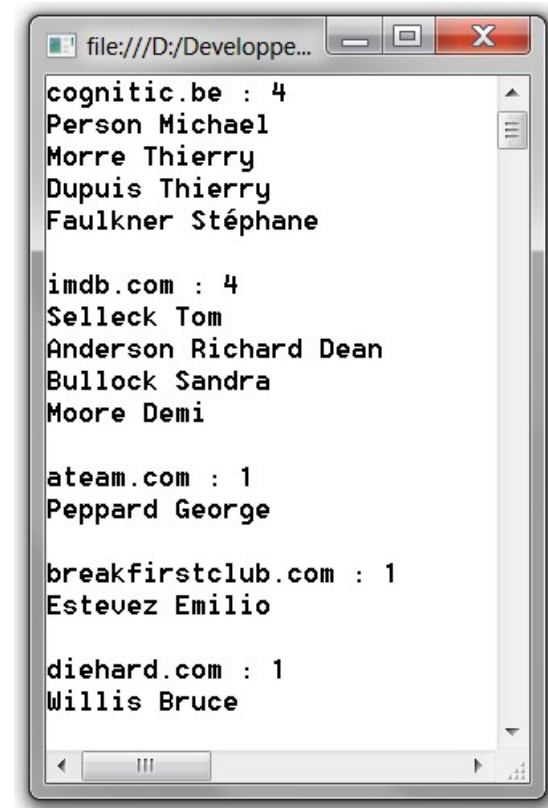 file:///D:/Developpe...
cognitic.be : 4
Person Michael
Morre Thierry
Dupuis Thierry
Faulkner Stéphane
imdb.com : 4
Selleck Tom
Anderson Richard Dean
Bullock Sandra
Moore Demi
ateam.com : 1
Peppard George
breakfirstclub.com : 1
Estevez Emilio
diehard.com : 1
Willis Bruce